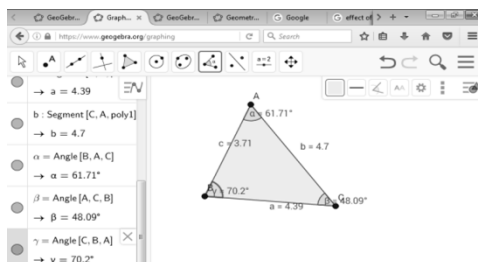 GeoGebr...
Graph... ×
GeoGebr...
Geometr...
Google
effect of
https://www.geogebra.org/graphing
Search
a=2
→ a = 4.39
b : Segment [C, A, poly1]
→ b = 4.7
α = Angle [B, A, C]
→ α = 61.71°
β = Angle [A, C, B]
→ β = 48.09°
γ = Angle [C, B, A]
→ γ = 70.2°
A
α = 61.71°
c = 3.71
b = 4.7
γ = 70.2°
C
β = 48.09°
a = 4.39